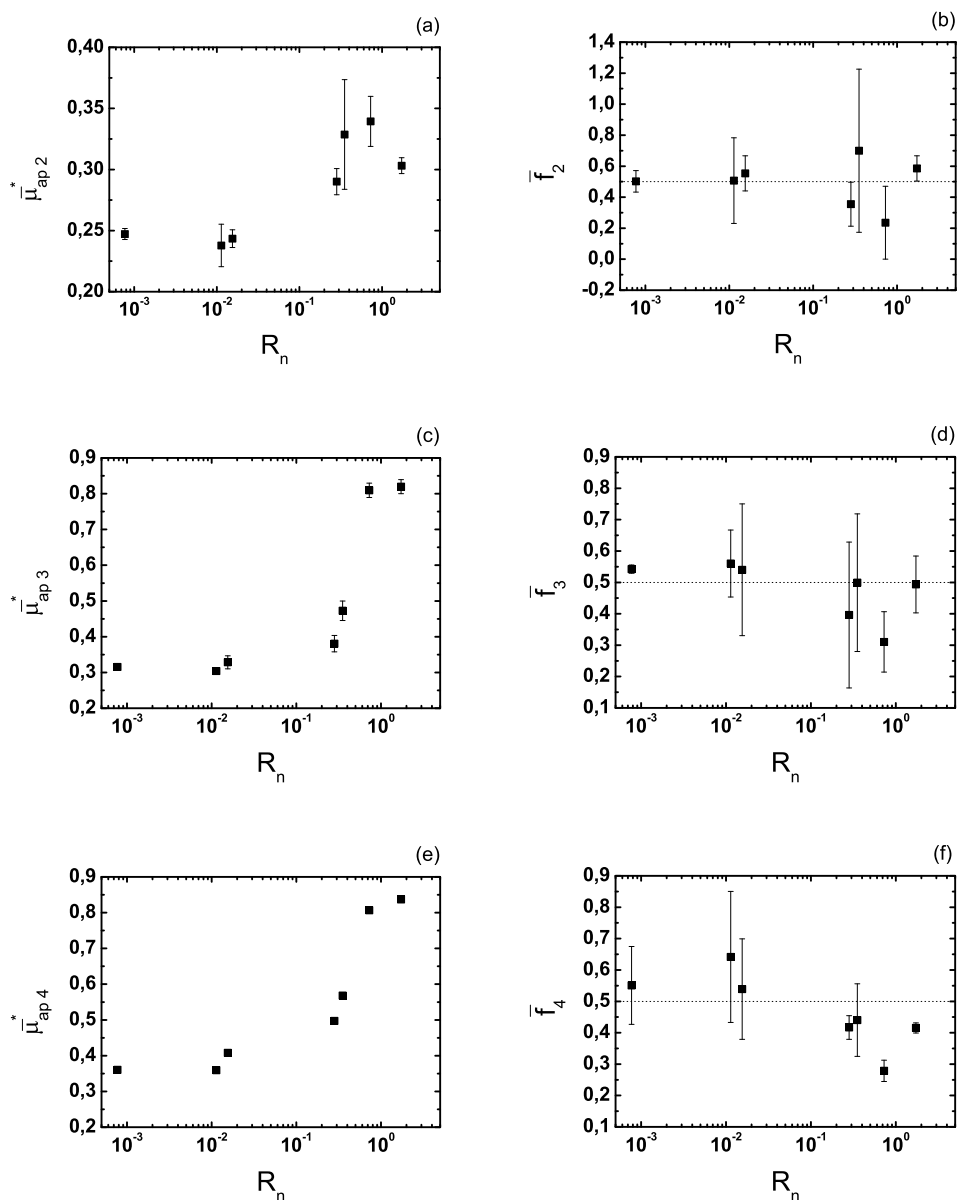 (a)
0,40
0,35
0,30
0,25
0,20
μ̄*ap 2
10⁻³ 10⁻² 10⁻¹ 10⁰
Rₙ
(b)
1,4
1,2
1,0
0,8
0,6
0,4
0,2
0,0
-0,2
f̄₂
10⁻³ 10⁻² 10⁻¹ 10⁰
Rₙ
(c)
0,9
0,8
0,7
0,6
0,5
0,4
0,3
0,2
μ̄*ap 3
10⁻³ 10⁻² 10⁻¹ 10⁰
Rₙ
(d)
0,9
0,8
0,7
0,6
0,5
0,4
0,3
0,2
0,1
f̄₃
10⁻³ 10⁻² 10⁻¹ 10⁰
Rₙ
(e)
0,9
0,8
0,7
0,6
0,5
0,4
0,3
0,2
μ̄*ap 4
10⁻³ 10⁻² 10⁻¹ 10⁰
Rₙ
(f)
0,9
0,8
0,7
0,6
0,5
0,4
0,3
0,2
0,1
f̄₄
10⁻³ 10⁻² 10⁻¹ 10⁰
Rₙ